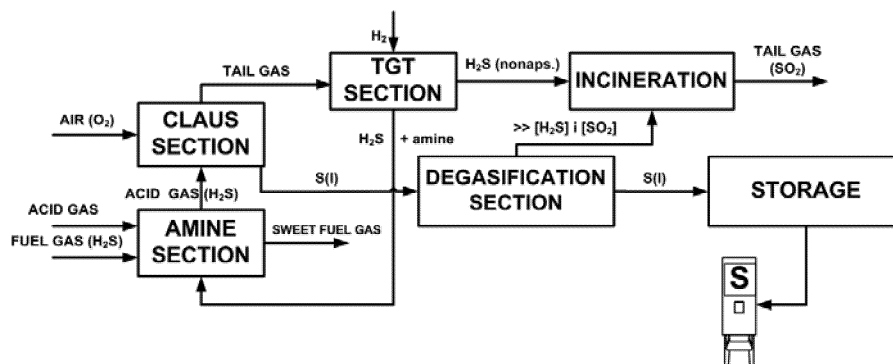 H₂
TAIL GAS
TGT
SECTION
H₂S (nonaps.)
INCINERATION
TAIL GAS
(SO₂)
AIR (O₂)
CLAUS
SECTION
H₂S + amine
>> [H₂S] i [SO₂]
ACID GAS (H₂S)
S(l)
DEGASIFICATION
SECTION
S(l)
STORAGE
ACID GAS
FUEL GAS (H₂S)
AMINE
SECTION
SWEET FUEL GAS
S